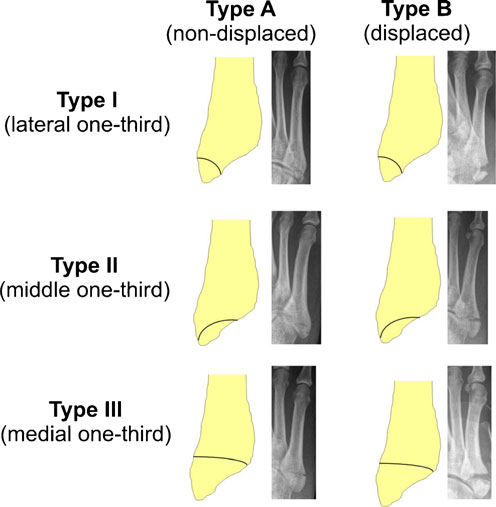 Type A
(non-displaced)
Type B
(displaced)
Type I
(lateral one-third)
Type II
(middle one-third)
Type III
(medial one-third)